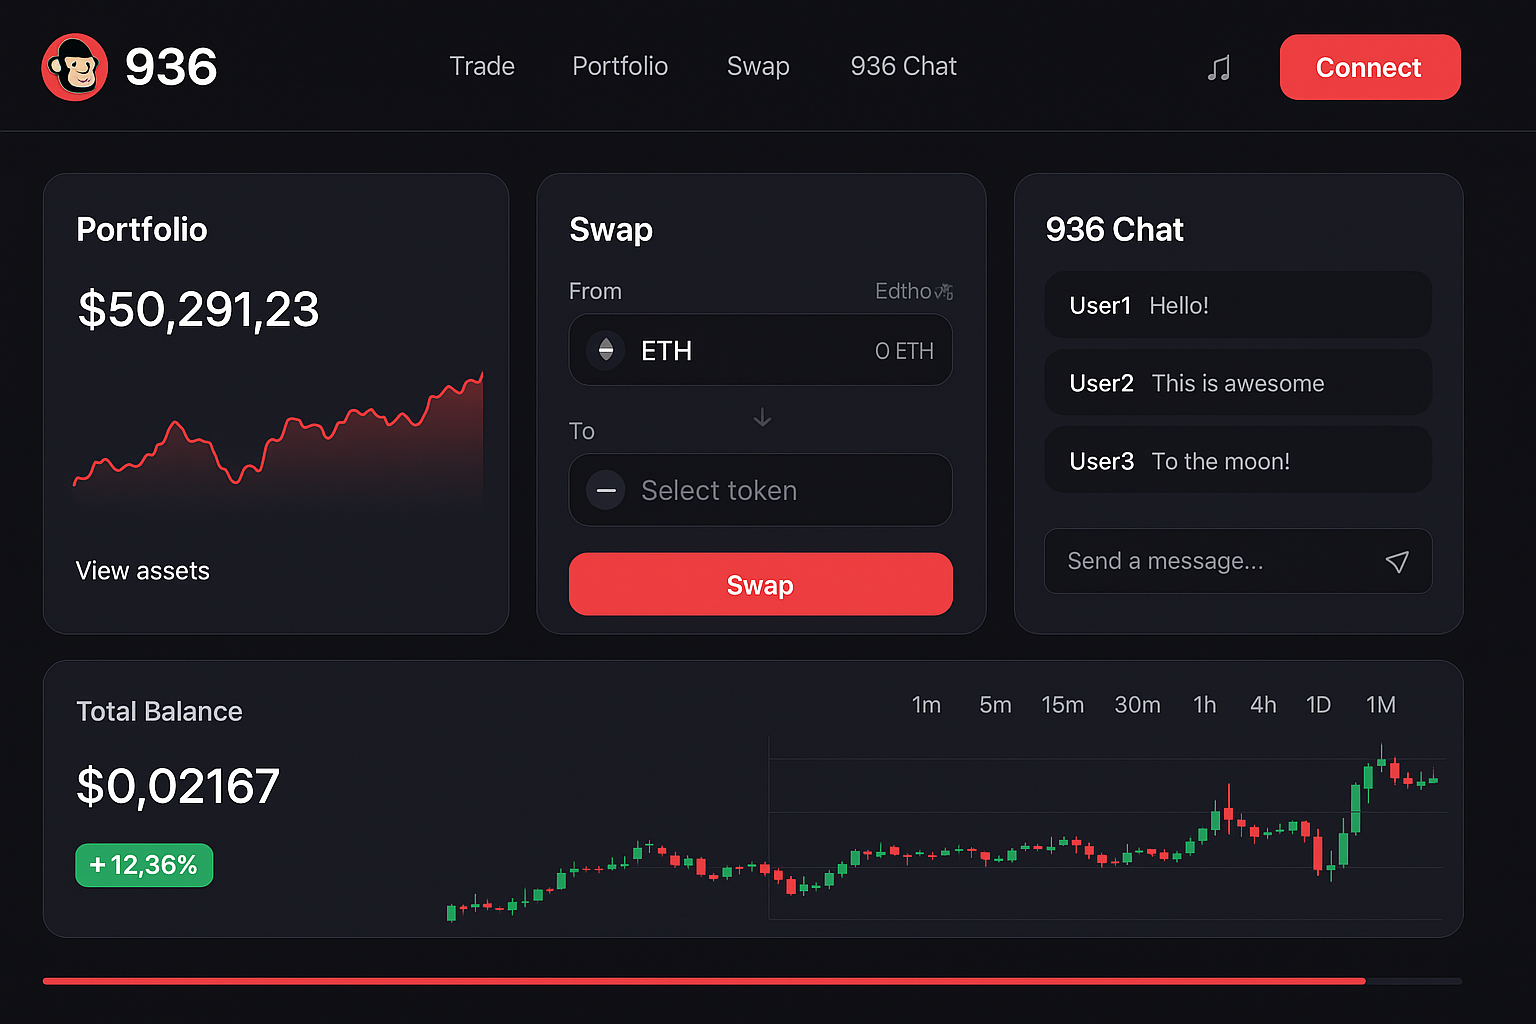 936
Trade Portfolio Swap 936 Chat
Connect
Portfolio
$50,291,23
View assets
Swap
From
ETH 0 ETH
To
Select token
Swap
936 Chat
User1 Hello!
User2 This is awesome
User3 To the moon!
Send a message...
Total Balance
$0,02167
+ 12,36%
1m 5m 15m 30m 1h 4h 1D 1M